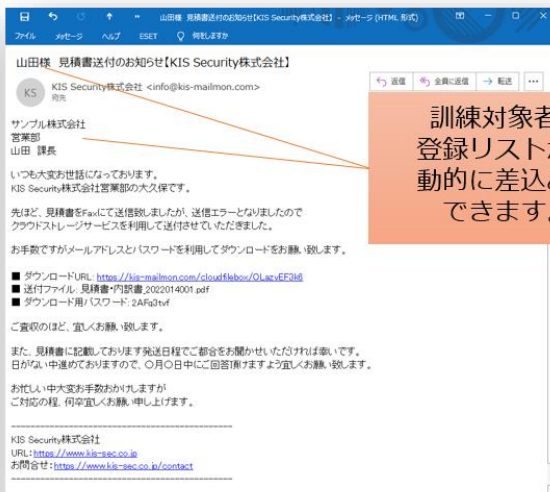 山田様 見積書送付のお知らせ【KIS Security株式会社】 - メッセージ (HTML 形式)
ファイル メッセージ ヘルプ ESET 何をしますか
山田様 見積書送付のお知らせ【KIS Security株式会社】
返信 全員に返信 転送 …
KS
KIS Security株式会社 <info@kis-mailmon.com>
宛先
サンプル株式会社
営業部
山田 課長
訓練対象者
登録リストか
動的に差込み
できます。
いつも大変お世話になっております。
KIS Security株式会社営業部の大久保です。
先ほど、見積書をFaxにて送信致しましたが、送信エラーとなりましたので
クラウドストレージサービスを利用して送付させていただきました。
お手数ですがメールアドレスとパスワードを利用してダウンロードをお願い致します。
■ ダウンロードURL: https://kis-mailmon.com/cloudfilebox/OLazyEF3k6
■ 送付ファイル: 見積書・内訳書_2022014001.pdf
■ ダウンロード用パスワード: 2AFq3tvf
ご査収のほど、宜しくお願い致します。
また、見積書に記載しております発送日程でご都合をお聞かせいただければ幸いです。
日がない中進めておりますので、○月○日中にご回答頂けますよう宜しくお願い致します。
お忙しい中大変お手数おかけしますが
ご対応の程、何卒宜しくお願い申し上げます。
KIS Security株式会社
URL:https://www.kis-sec.co.jp
お問合せ:https://www.kis-sec.co.jp/contact